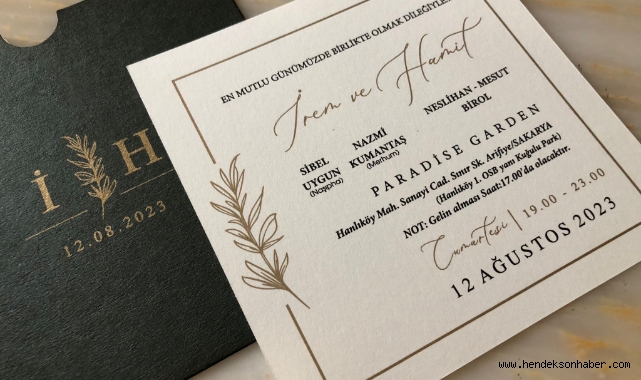 İ H
12.08.2023
EN MUTLU GÜNÜMÜZDE BİRLİKTE OLMAK DİLEĞİYLE
İrem ve Hamit
SİBEL
UYGUN
NAZMİ
KUMANTAŞ
(Merhum)
NESLİHAN - MESUT
BİROL
PARADİSE GARDEN
Hanlıköy Mah. Sanayi Cad. Sınır Sk. Arifiye/SAKARYA
(Hanlıköy 1. OSB yanı Kuğulu Park)
NOT: Gelin alması Saat:17.00'da olacaktır.
Cumartesi | 19.00 - 23.00
12 AĞUSTOS 2023
www.hendeksonhaber.com